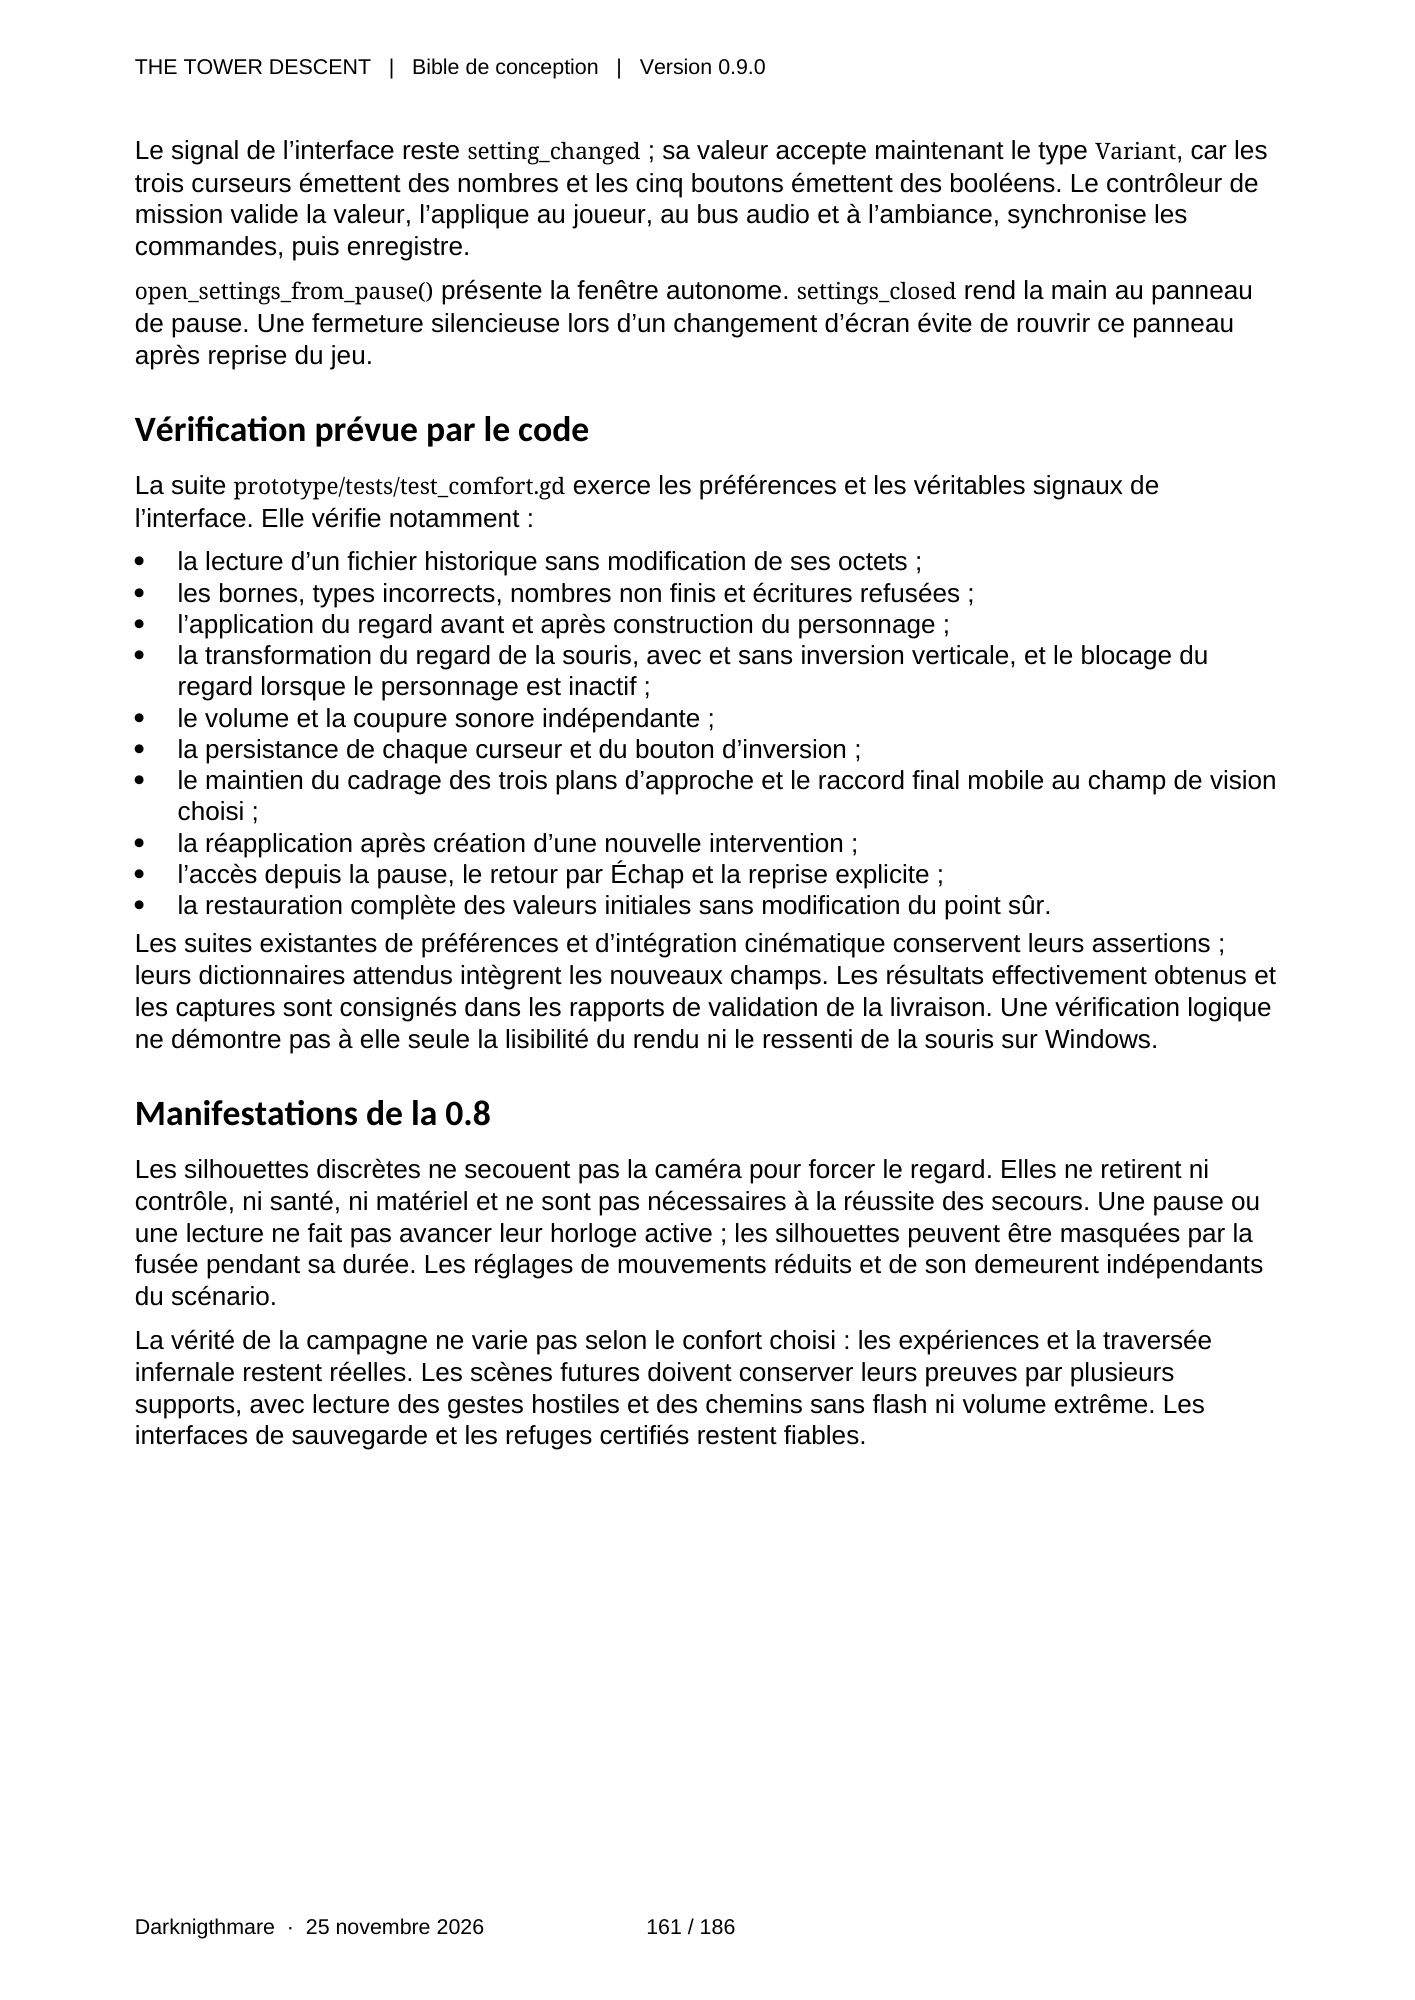 THE TOWER DESCENT | Bible de conception | Version 0.9.0
Le signal de l’interface reste setting_changed ; sa valeur accepte maintenant le type Variant, car les
trois curseurs émettent des nombres et les cinq boutons émettent des booléens. Le contrôleur de
mission valide la valeur, l’applique au joueur, au bus audio et à l’ambiance, synchronise les
commandes, puis enregistre.
open_settings_from_pause() présente la fenêtre autonome. settings_closed rend la main au panneau
de pause. Une fermeture silencieuse lors d’un changement d’écran évite de rouvrir ce panneau
après reprise du jeu.
Vérification prévue par le code
La suite prototype/tests/test_comfort.gd exerce les préférences et les véritables signaux de
l’interface. Elle vérifie notamment :
• la lecture d’un fichier historique sans modification de ses octets ;
• les bornes, types incorrects, nombres non finis et écritures refusées ;
• l’application du regard avant et après construction du personnage ;
• la transformation du regard de la souris, avec et sans inversion verticale, et le blocage du
regard lorsque le personnage est inactif ;
• le volume et la coupure sonore indépendante ;
• la persistance de chaque curseur et du bouton d’inversion ;
• le maintien du cadrage des trois plans d’approche et le raccord final mobile au champ de vision
choisi ;
• la réapplication après création d’une nouvelle intervention ;
• l’accès depuis la pause, le retour par Échap et la reprise explicite ;
• la restauration complète des valeurs initiales sans modification du point sûr.
Les suites existantes de préférences et d’intégration cinématique conservent leurs assertions ;
leurs dictionnaires attendus intègrent les nouveaux champs. Les résultats effectivement obtenus et
les captures sont consignés dans les rapports de validation de la livraison. Une vérification logique
ne démontre pas à elle seule la lisibilité du rendu ni le ressenti de la souris sur Windows.
Manifestations de la 0.8
Les silhouettes discrètes ne secouent pas la caméra pour forcer le regard. Elles ne retirent ni
contrôle, ni santé, ni matériel et ne sont pas nécessaires à la réussite des secours. Une pause ou
une lecture ne fait pas avancer leur horloge active ; les silhouettes peuvent être masquées par la
fusée pendant sa durée. Les réglages de mouvements réduits et de son demeurent indépendants
du scénario.
La vérité de la campagne ne varie pas selon le confort choisi : les expériences et la traversée
infernale restent réelles. Les scènes futures doivent conserver leurs preuves par plusieurs
supports, avec lecture des gestes hostiles et des chemins sans flash ni volume extrême. Les
interfaces de sauvegarde et les refuges certifiés restent fiables.
Darknigthmare · 25 novembre 2026 161 / 186